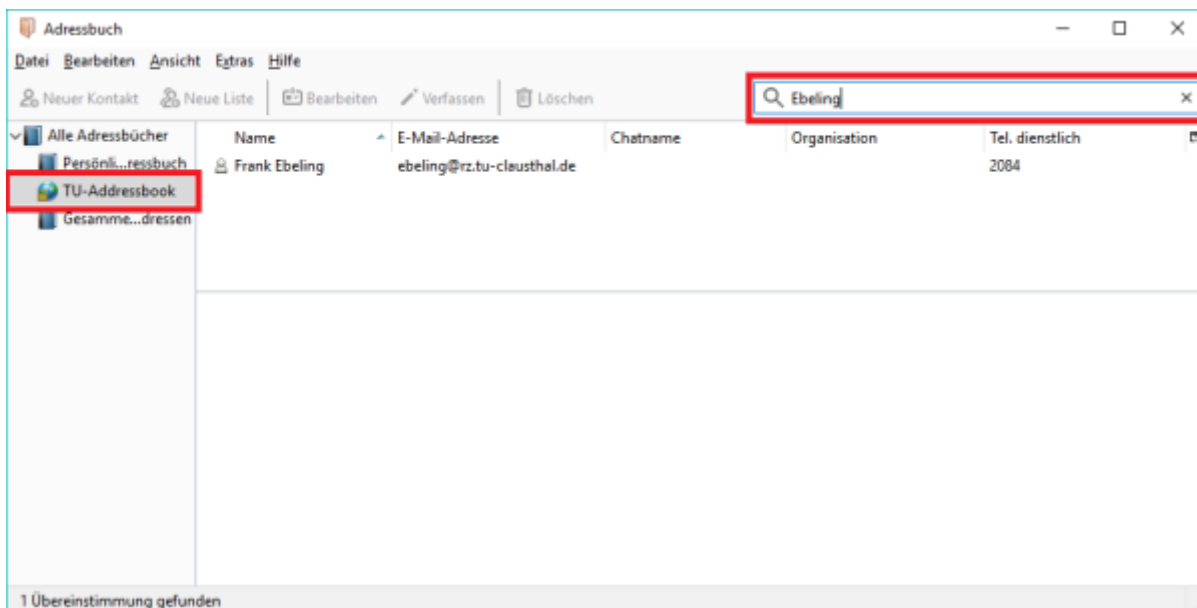 Adressbuch
Datei Bearbeiten Ansicht Extras Hilfe
Neuer Kontakt Neue Liste Bearbeiten Verfassen Löschen Ebeling
Alle Adressbücher Name E-Mail-Adresse Chatname Organisation Tel. dienstlich
Persönli...ressbuch Frank Ebeling ebeling@rz.tu-clausthal.de 2084
TU-Addressbook
Gesamme...dressen
1 Übereinstimmung gefunden